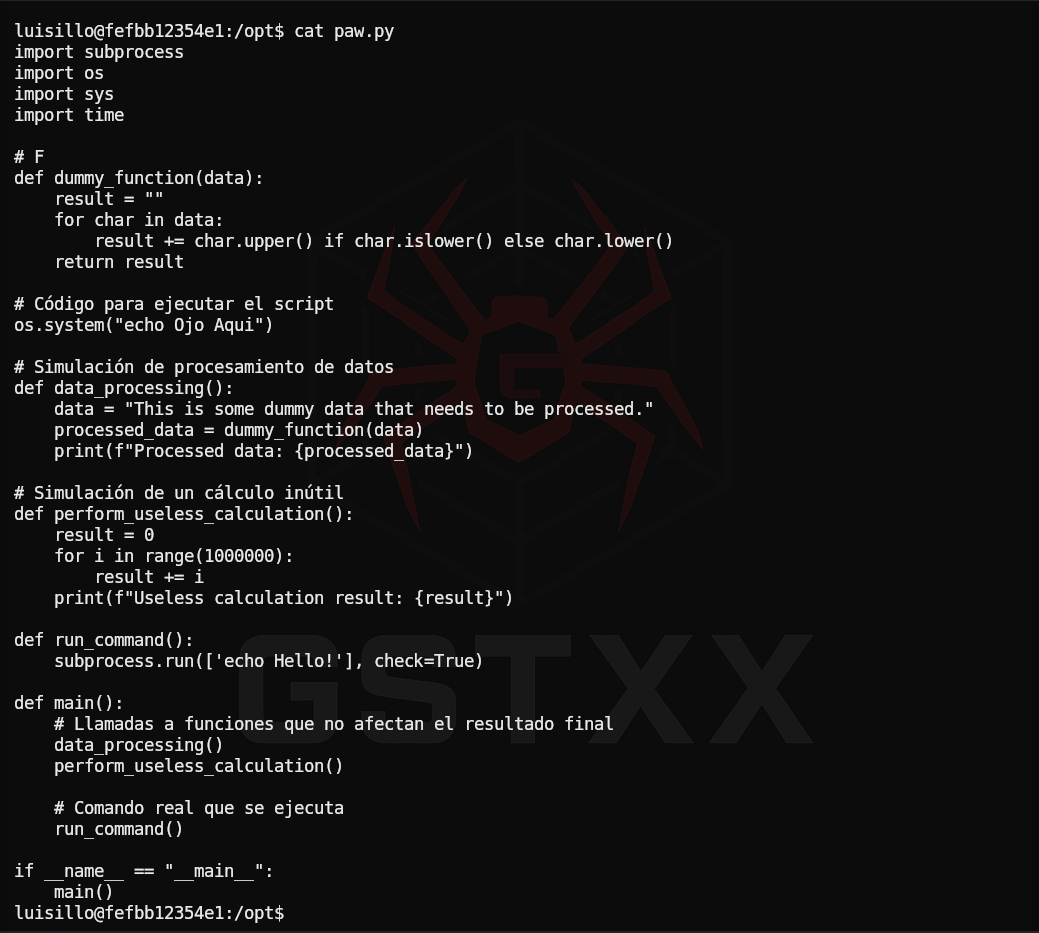 luisillo@fefbb12354e1:/opt$ cat paw.py
import subprocess
import os
import sys
import time

# F
def dummy_function(data):
    result = ""
    for char in data:
        result += char.upper() if char.islower() else char.lower()
    return result

# Código para ejecutar el script
os.system("echo Ojo Aqui")

# Simulación de procesamiento de datos
def data_processing():
    data = "This is some dummy data that needs to be processed."
    processed_data = dummy_function(data)
    print(f"Processed data: {processed_data}")

# Simulación de un cálculo inútil
def perform_useless_calculation():
    result = 0
    for i in range(1000000):
        result += i
    print(f"Useless calculation result: {result}")

def run_command():
    subprocess.run(['echo Hello!'], check=True)

def main():
    # Llamadas a funciones que no afectan el resultado final
    data_processing()
    perform_useless_calculation()

    # Comando real que se ejecuta
    run_command()

if __name__ == "__main__":
    main()
luisillo@fefbb12354e1:/opt$
G
GSTXX